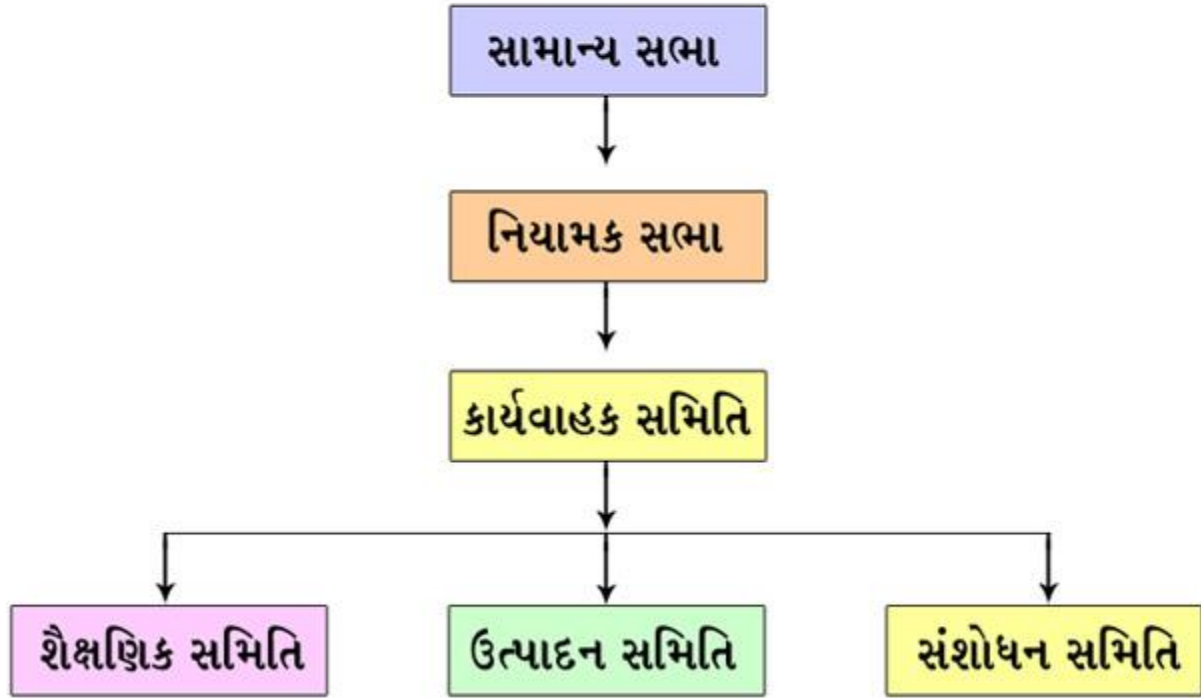 સામાન્ય સભા
નિયામક સભા
કાર્યવાહક સમિતિ
શૈક્ષણિક સમિતિ
ઉત્પાદન સમિતિ
સંશોધન સમિતિ